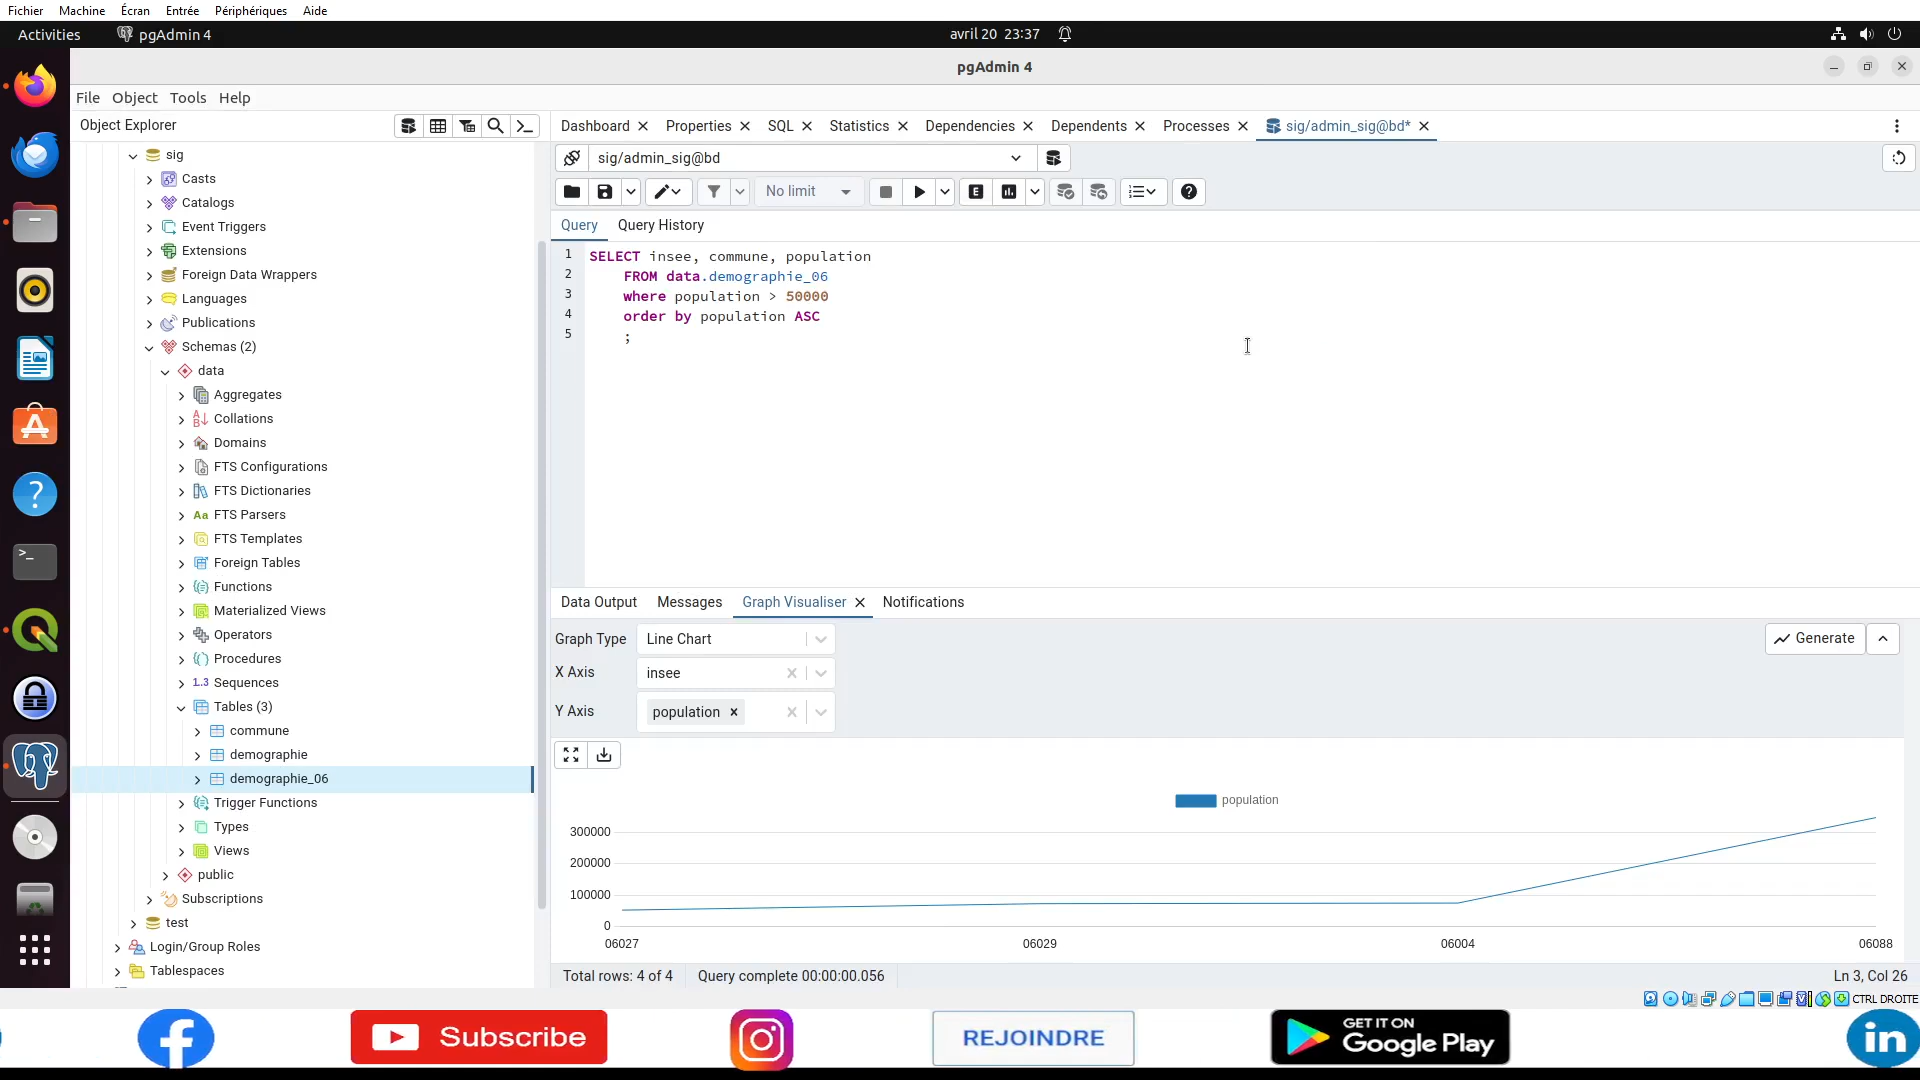 Fichier Machine Écran Entrée Périphériques Aide
Activities pgAdmin 4 avril 20 23:37
pgAdmin 4
File Object Tools Help
Object Explorer
Dashboard Properties SQL Statistics Dependencies Dependents Processes sig/admin_sig@bd*
sig/admin_sig@bd
No limit
Query Query History
1 SELECT insee, commune, population
2 FROM data.demographie_06
3 where population > 50000
4 order by population ASC
5 ;
sig
Casts
Catalogs
Event Triggers
Extensions
Foreign Data Wrappers
Languages
Publications
Schemas (2)
data
Aggregates
Collations
Domains
FTS Configurations
FTS Dictionaries
Aa FTS Parsers
FTS Templates
Foreign Tables
Functions
Materialized Views
Operators
Procedures
1..3 Sequences
Tables (3)
commune
demographie
demographie_06
Trigger Functions
Types
Views
public
Subscriptions
test
Login/Group Roles
Tablespaces
Data Output Messages Graph Visualiser Notifications
Graph Type Line Chart
Generate
X Axis insee
Y Axis population
population
300000
200000
100000
0
06027 06029 06004 06088
Total rows: 4 of 4 Query complete 00:00:00.056 Ln 3, Col 26
CTRL DROITE
Subscribe
REJOINDRE
GET IT ON
Google Play
in